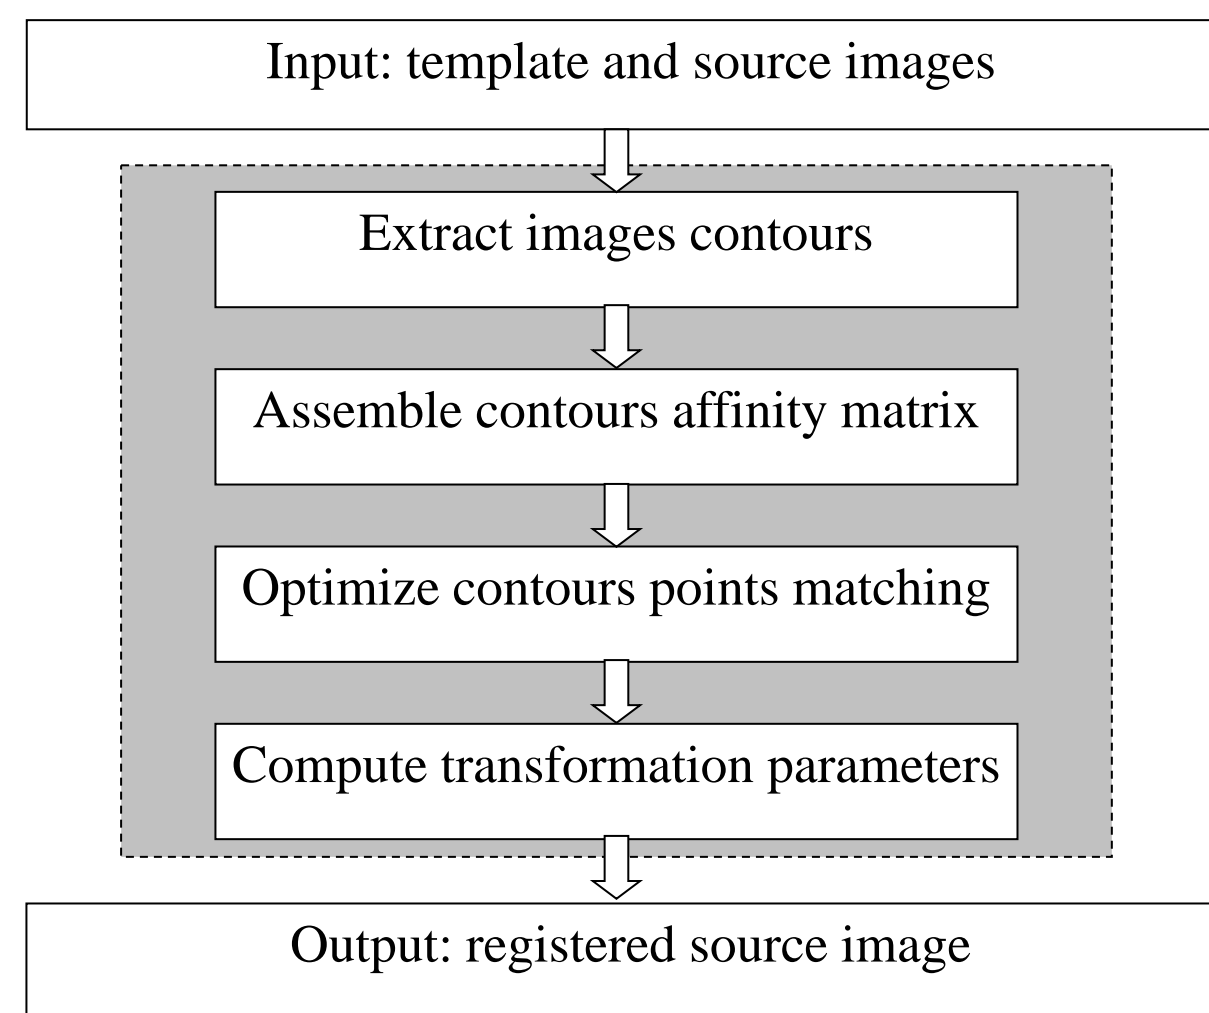 Input: template and source images
Extract images contours
Assemble contours affinity matrix
Optimize contours points matching
Compute transformation parameters
Output: registered source image